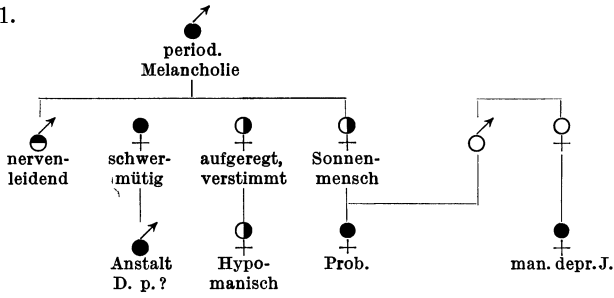 1.
period.
Melancholie
nerven-
leidend
schwer-
mütig
aufgeregt,
verstimmt
Sonnen-
mensch
Anstalt
D. p.?
Hypo-
manisch
Prob.
man. depr. J.